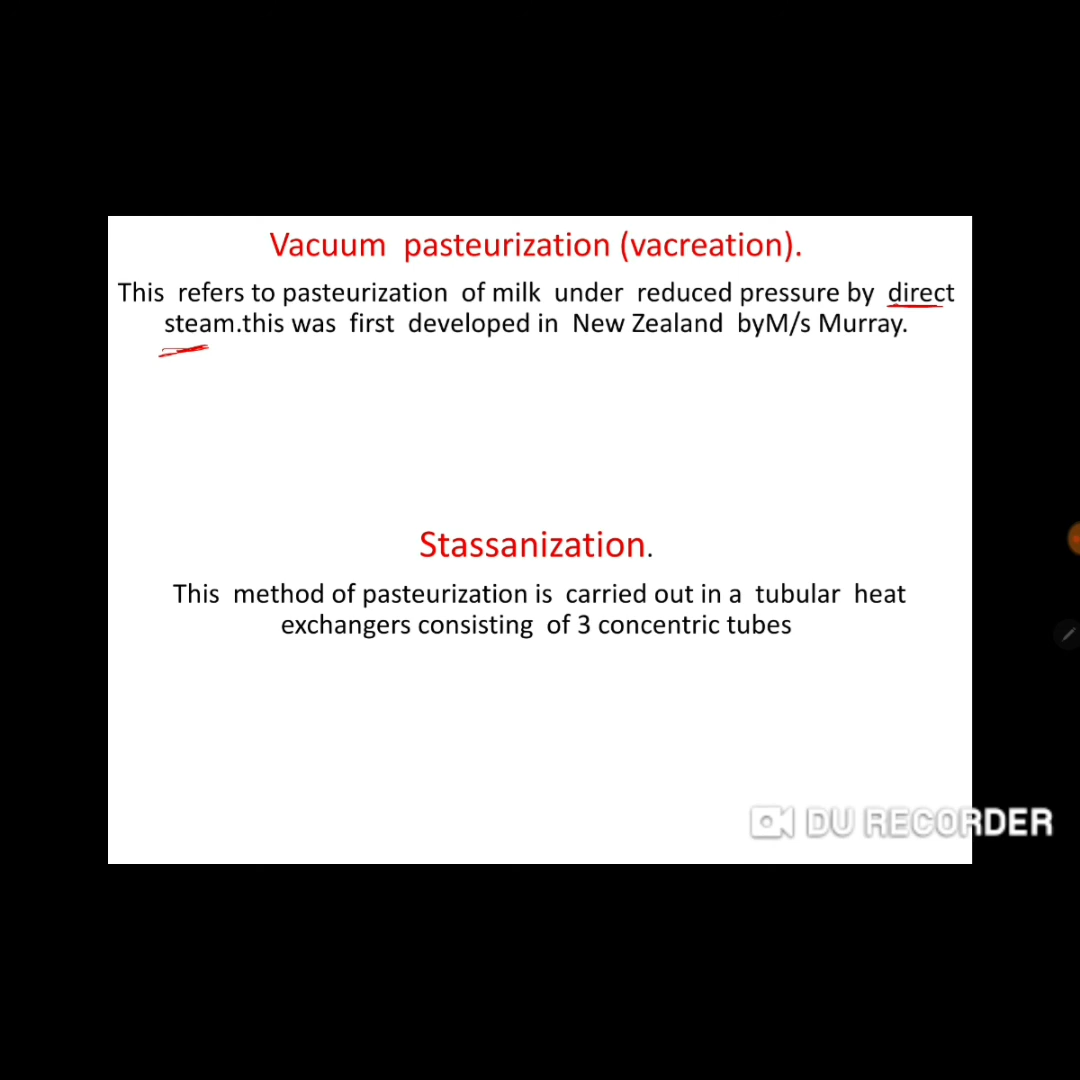 Vacuum pasteurization (vacreation).
This refers to pasteurization of milk under reduced pressure by direct
steam.this was first developed in New Zealand byM/s Murray.
Stassanization.
This method of pasteurization is carried out in a tubular heat
exchangers consisting of 3 concentric tubes
DU RECORDER